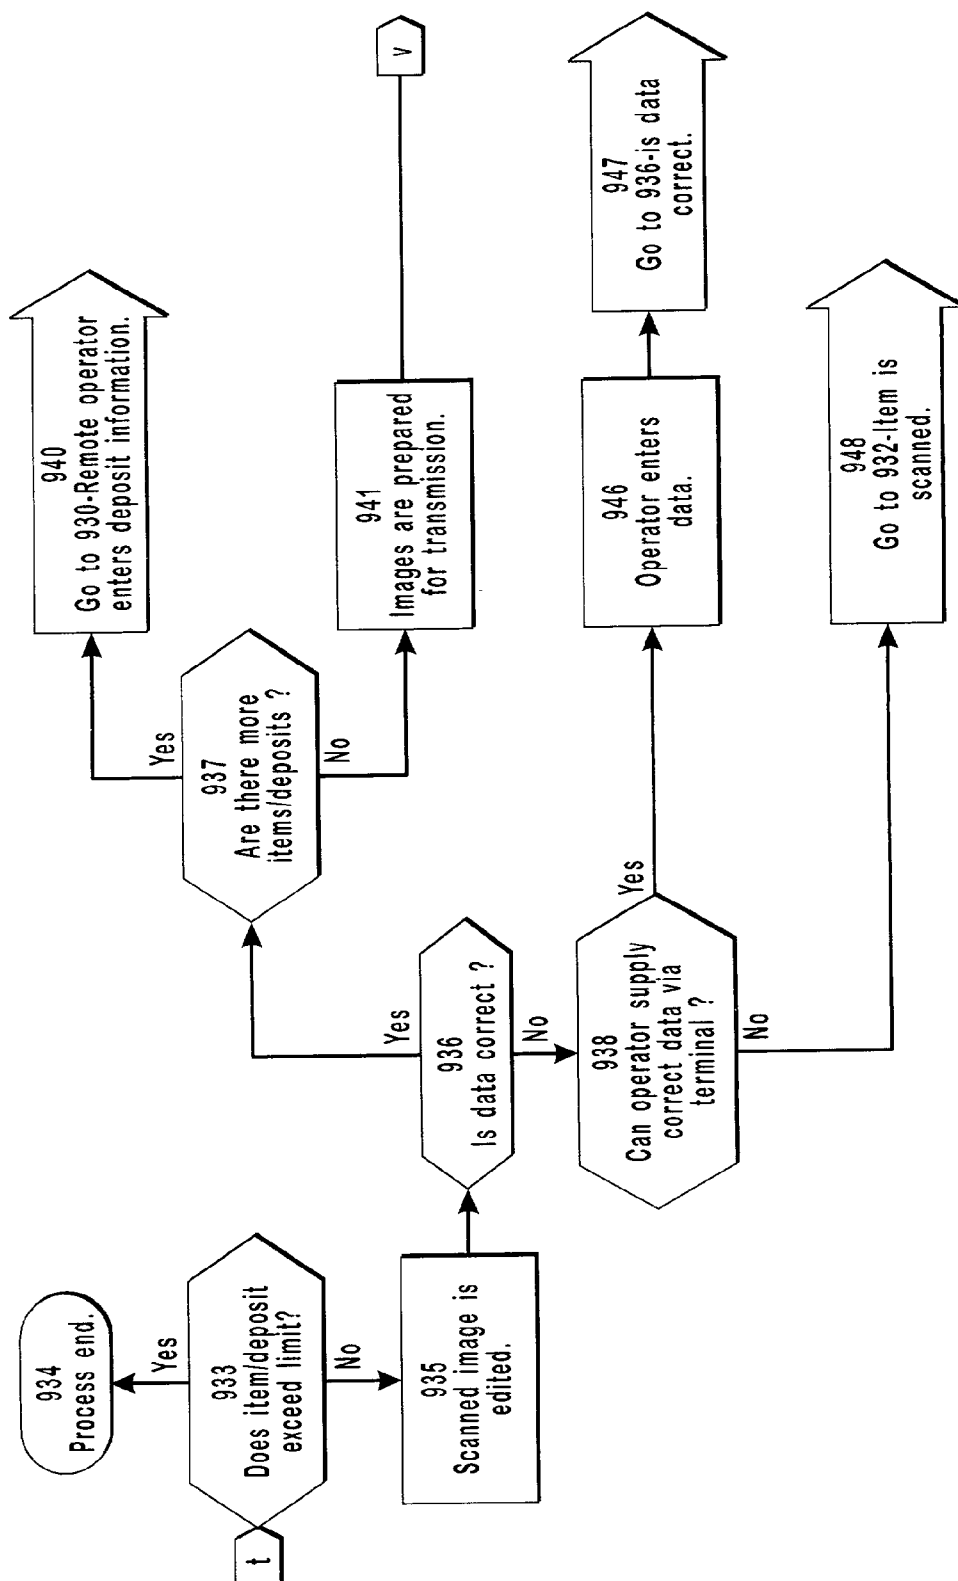 t
933
Does item/deposit
exceed limit?
Yes
934
Process end.
No
935
Scanned image is
edited.
936
Is data correct ?
Yes
937
Are there more
items/deposits ?
Yes
940
Go to 930-Remote operator
enters deposit information.
No
941
Images are prepared
for transmission.
v
No
938
Can operator supply
correct data via
terminal ?
Yes
946
Operator enters
data.
947
Go to 936-is data
correct.
No
948
Go to 932-Item is
scanned.